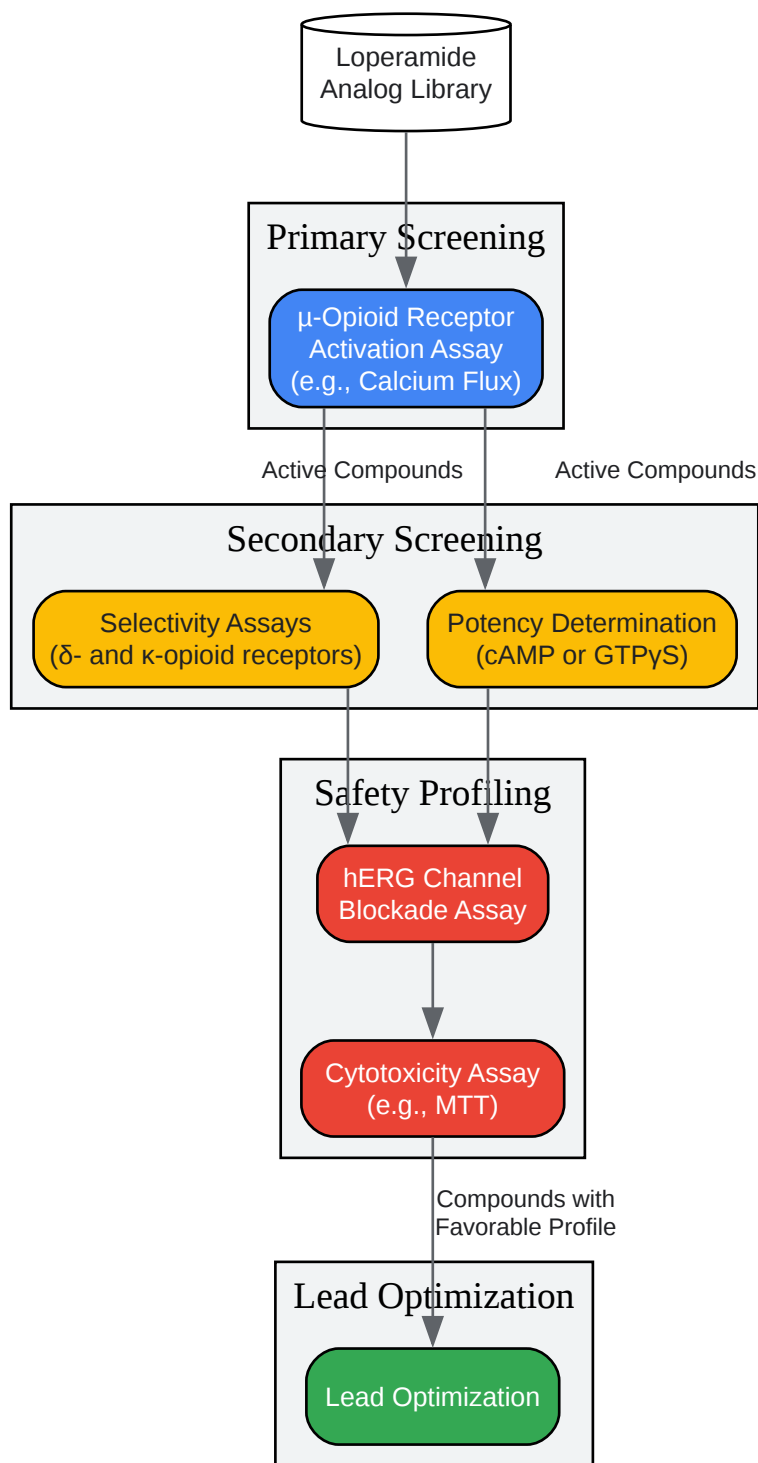 Loperamide
Analog Library
Primary Screening
µ-Opioid Receptor
Activation Assay
(e.g., Calcium Flux)
Active Compounds
Active Compounds
Secondary Screening
Selectivity Assays
(δ- and κ-opioid receptors)
Potency Determination
(cAMP or GTPγS)
Safety Profiling
hERG Channel
Blockade Assay
Cytotoxicity Assay
(e.g., MTT)
Compounds with
Favorable Profile
Lead Optimization
Lead Optimization